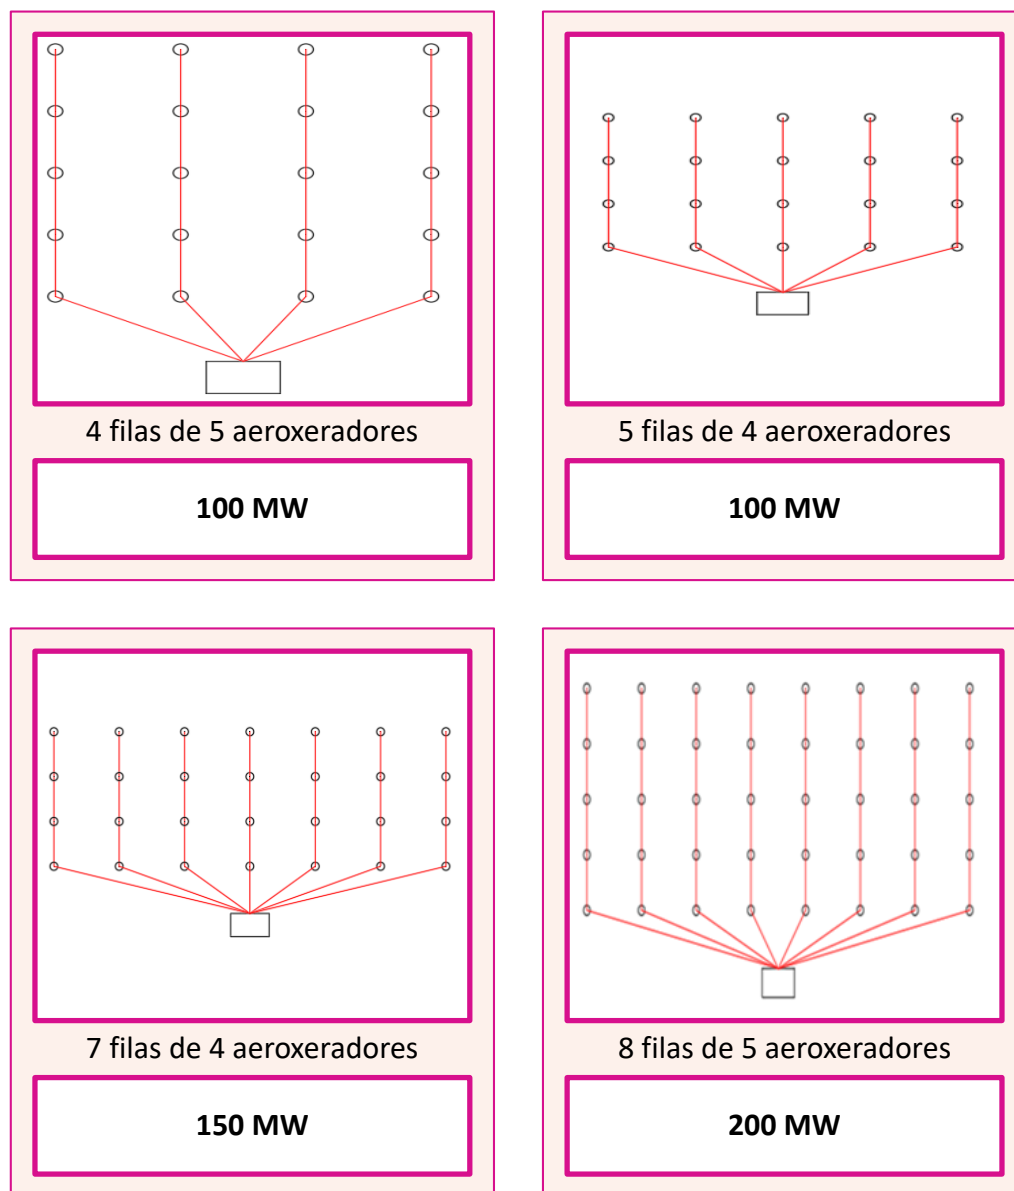 4 filas de 5 aeroxeradores
100 MW
5 filas de 4 aeroxeradores
100 MW
7 filas de 4 aeroxeradores
150 MW
8 filas de 5 aeroxeradores
200 MW